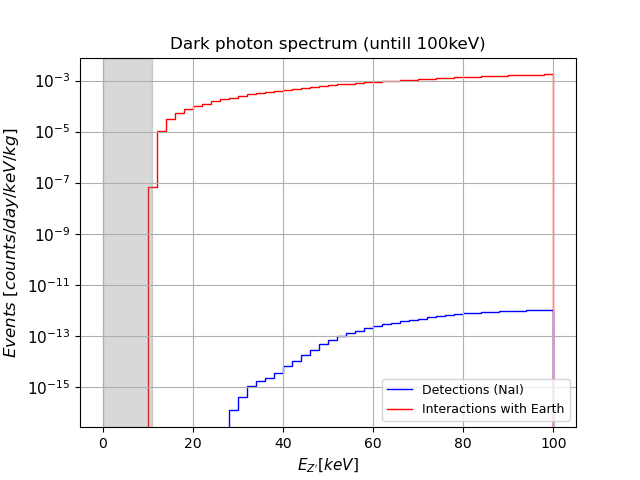 Dark photon spectrum (untill 100keV)
Events [counts/day/keV/kg]
10⁻³
10⁻⁵
10⁻⁷
10⁻⁹
10⁻¹¹
10⁻¹³
10⁻¹⁵
Detections (NaI)
Interactions with Earth
0 20 40 60 80 100
E_{Z'}[keV]